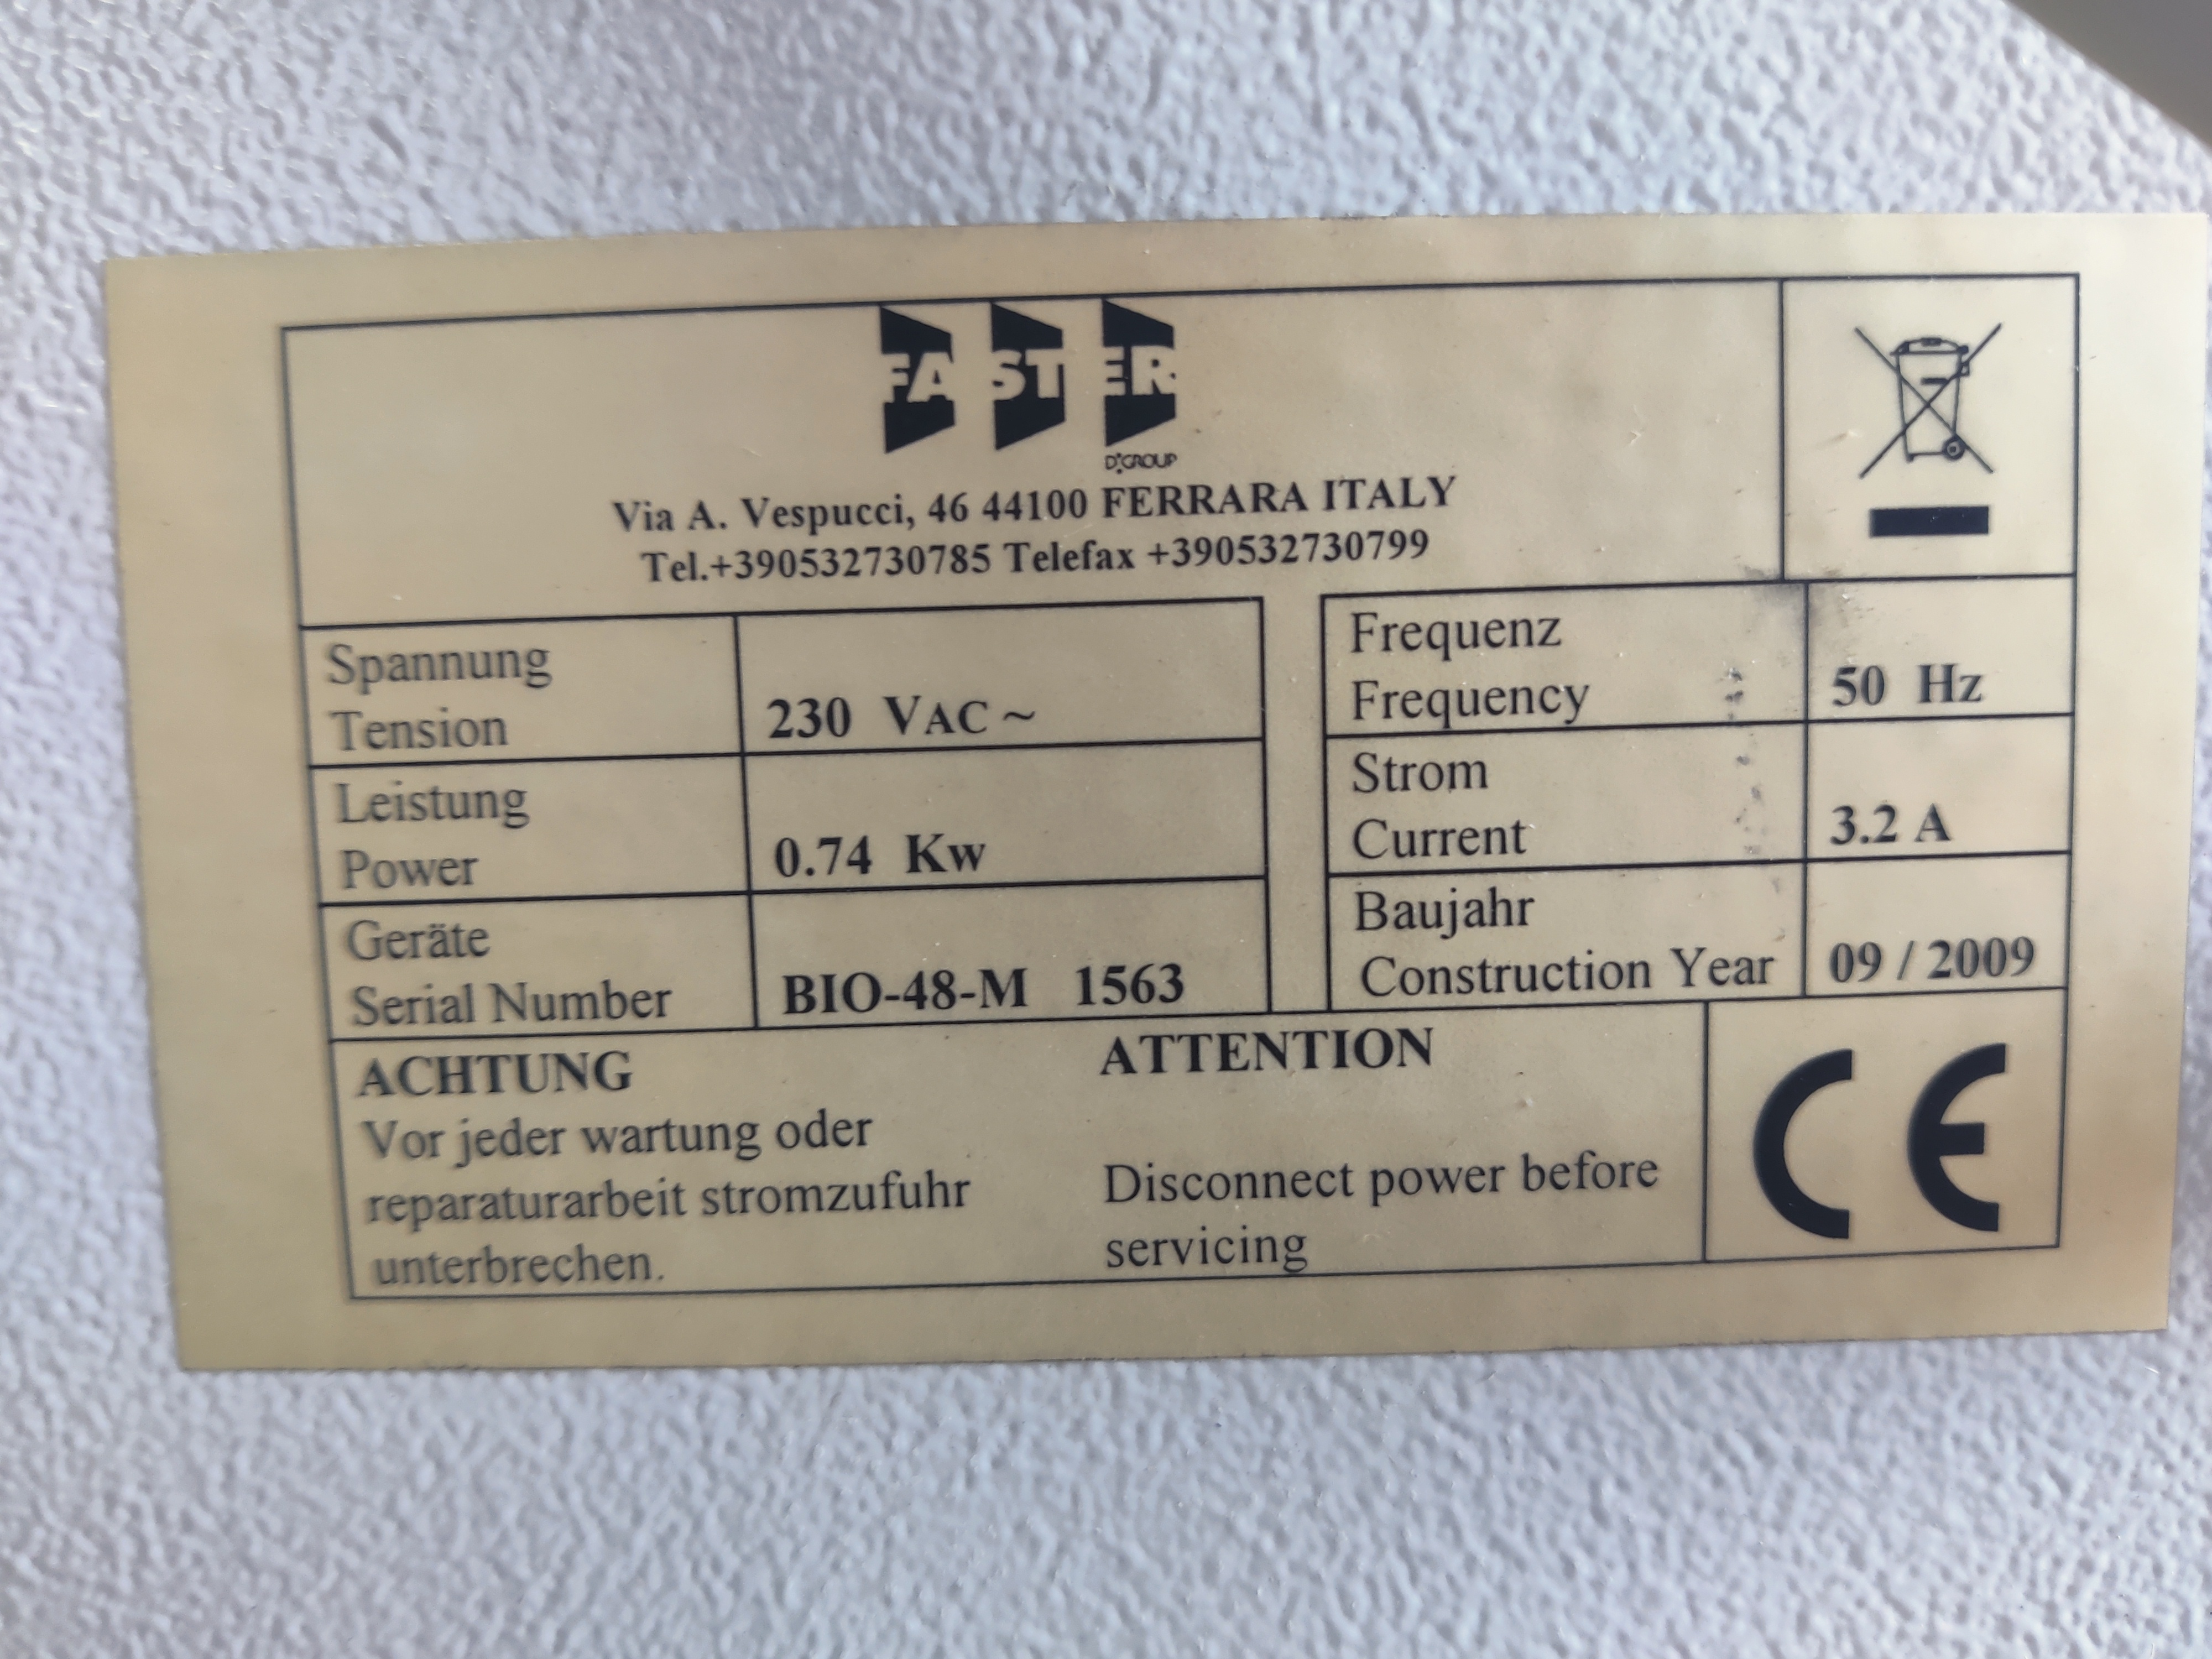 FASTER
D'GROUP
Via A. Vespucci, 46 44100 FERRARA ITALY
Tel.+390532730785 Telefax +390532730799
Spannung
Tension
230 VAC ~
Frequenz
Frequency
50 Hz
Leistung
Power
0.74 Kw
Strom
Current
3.2 A
Geräte
Serial Number
BIO-48-M 1563
Baujahr
Construction Year
09 / 2009
ACHTUNG
Vor jeder wartung oder
reparaturarbeit stromzufuhr
unterbrechen.
ATTENTION
Disconnect power before
servicing
CE